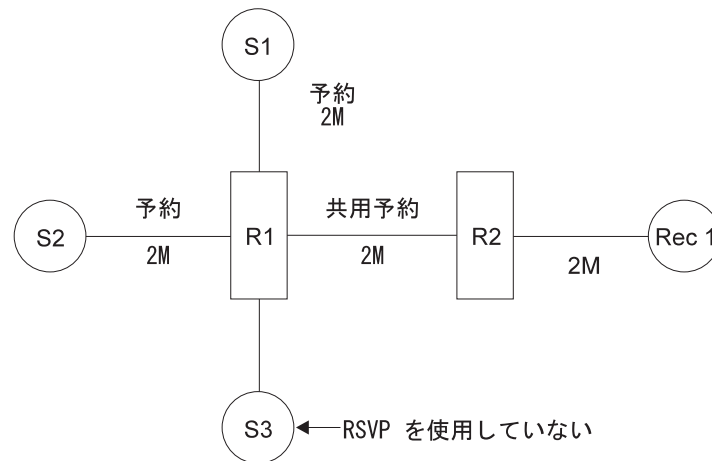 S1
予約
2M
予約
共用予約
S2
R1
R2
Rec 1
2M
2M
2M
S3
RSVP を使用していない